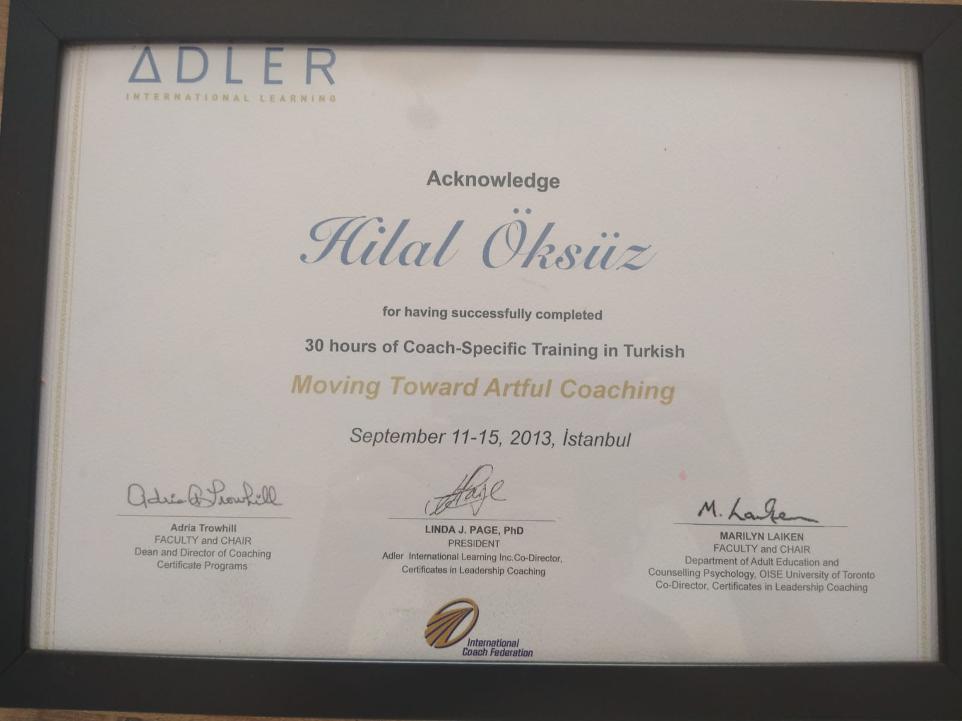 ADLER
INTERNATIONAL LEARNING
Acknowledge
Hilal Öksüz
for having successfully completed
30 hours of Coach-Specific Training in Turkish
Moving Toward Artful Coaching
September 11-15, 2013, İstanbul
Adria Trowhill
FACULTY and CHAIR
Dean and Director of Coaching
Certificate Programs
LINDA J. PAGE, PhD
PRESIDENT
Adler International Learning Inc.Co-Director,
Certificates in Leadership Coaching
M. Laiken
MARILYN LAIKEN
FACULTY and CHAIR
Department of Adult Education and
Counselling Psychology, OISE University of Toronto
Co-Director, Certificates in Leadership Coaching
International
Coach Federation